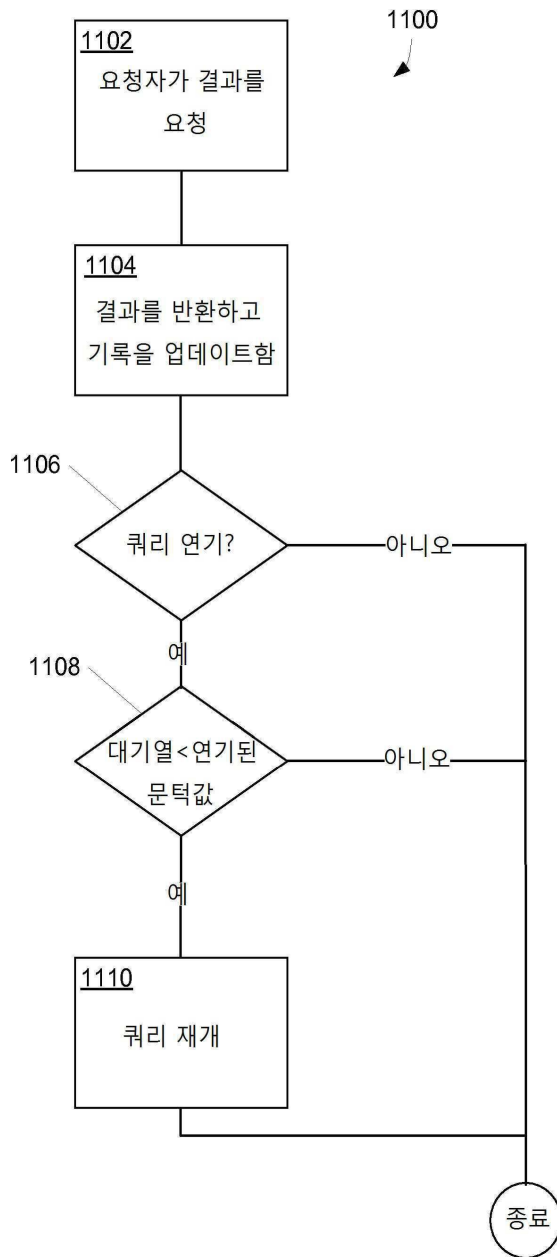 1100
1102
요청자가 결과를
요청
1104
결과를 반환하고
기록을 업데이트함
1106
쿼리 연기?
아니오
예
1108
대기열<연기된
문턱값
아니오
예
1110
쿼리 재개
종료